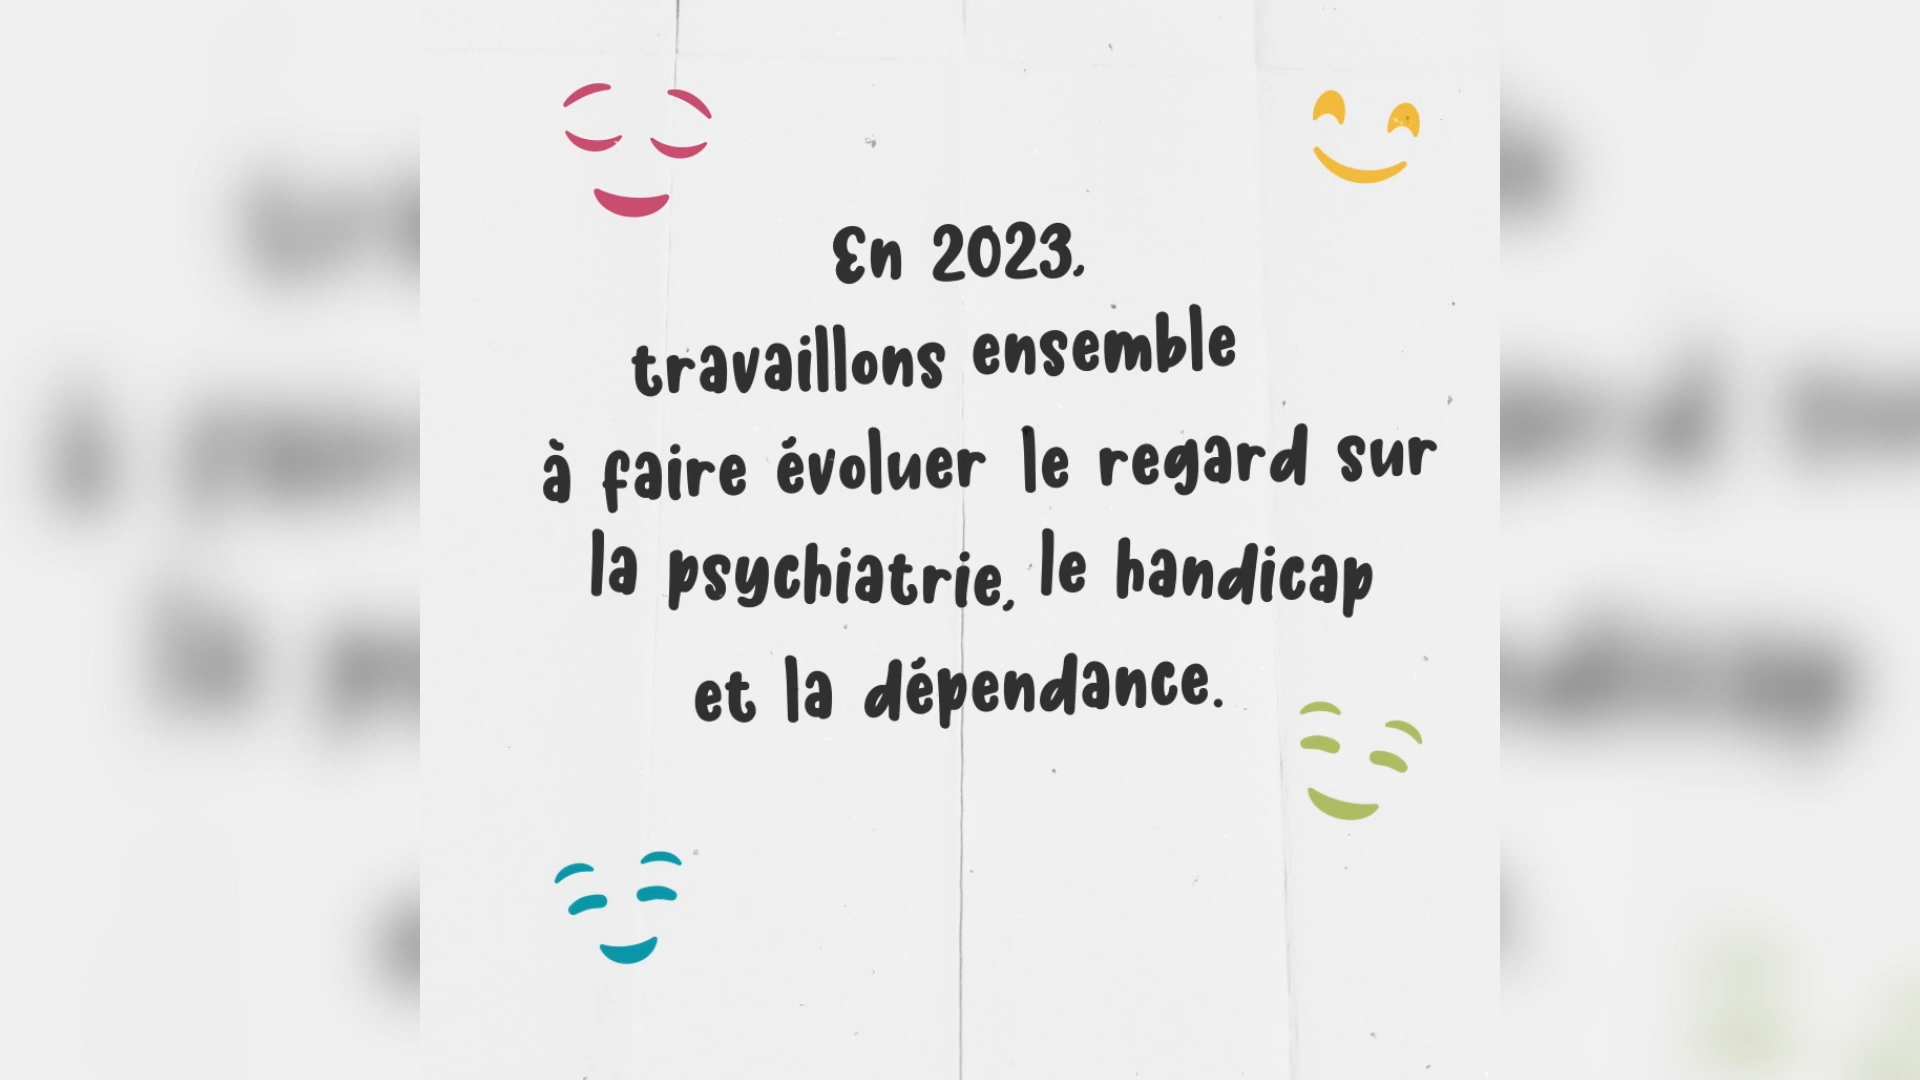 En 2023,
travaillons ensemble
à faire évoluer le regard sur
la psychiatrie, le handicap
et la dépendance.